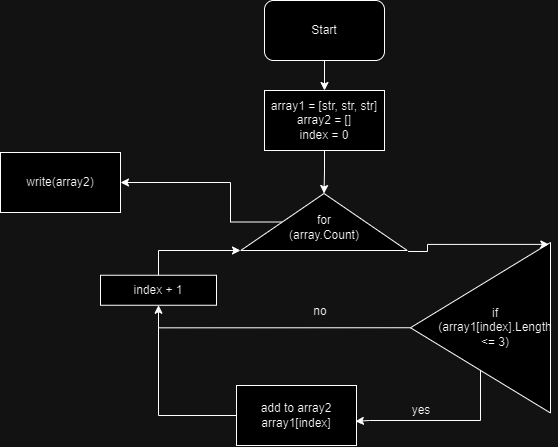 Start
array1 = [str, str, str]
array2 = []
index = 0
write(array2)
for
(array.Count)
index + 1
no
if
(array1[index].Length
<= 3)
add to array2
array1[index]
yes